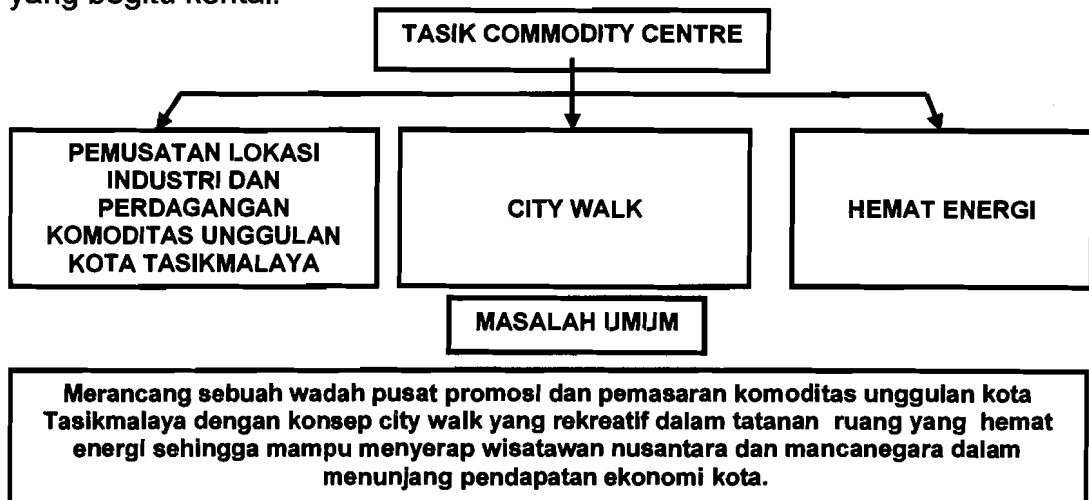 yang begitu kental.
TASIK COMMODITY CENTRE
PEMUSATAN LOKASI
INDUSTRI DAN
PERDAGANGAN
KOMODITAS UNGGULAN
KOTA TASIKMALAYA
CITY WALK
HEMAT ENERGI
MASALAH UMUM
Merancang sebuah wadah pusat promosi dan pemasaran komoditas unggulan kota
Tasikmalaya dengan konsep city walk yang rekreatif dalam tatanan ruang yang hemat
energi sehingga mampu menyerap wisatawan nusantara dan mancanegara dalam
menunjang pendapatan ekonomi kota.